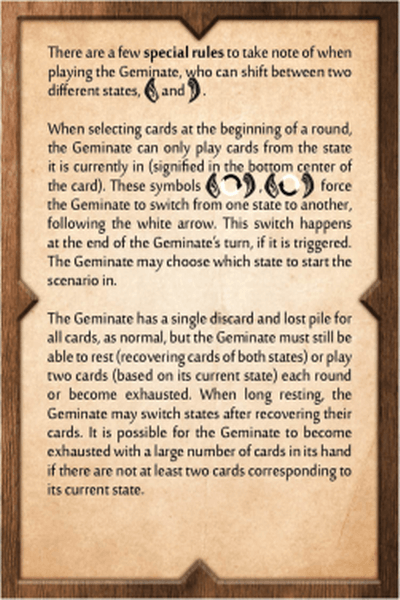 There are a few special rules to take note of when
playing the Geminate, who can shift between two
different states, and .
When selecting cards at the beginning of a round,
the Geminate can only play cards from the state
it is currently in (signified in the bottom center of
the card). These symbols , force
the Geminate to switch from one state to another,
following the white arrow. This switch happens
at the end of the Geminate's turn, if it is triggered.
The Geminate may choose which state to start the
scenario in.
The Geminate has a single discard and lost pile for
all cards, as normal, but the Geminate must still be
able to rest (recovering cards of both states) or play
two cards (based on its current state) each round
or become exhausted. When long resting, the
Geminate may switch states after recovering their
cards. It is possible for the Geminate to become
exhausted with a large number of cards in its hand
if there are not at least two cards corresponding to
its current state.